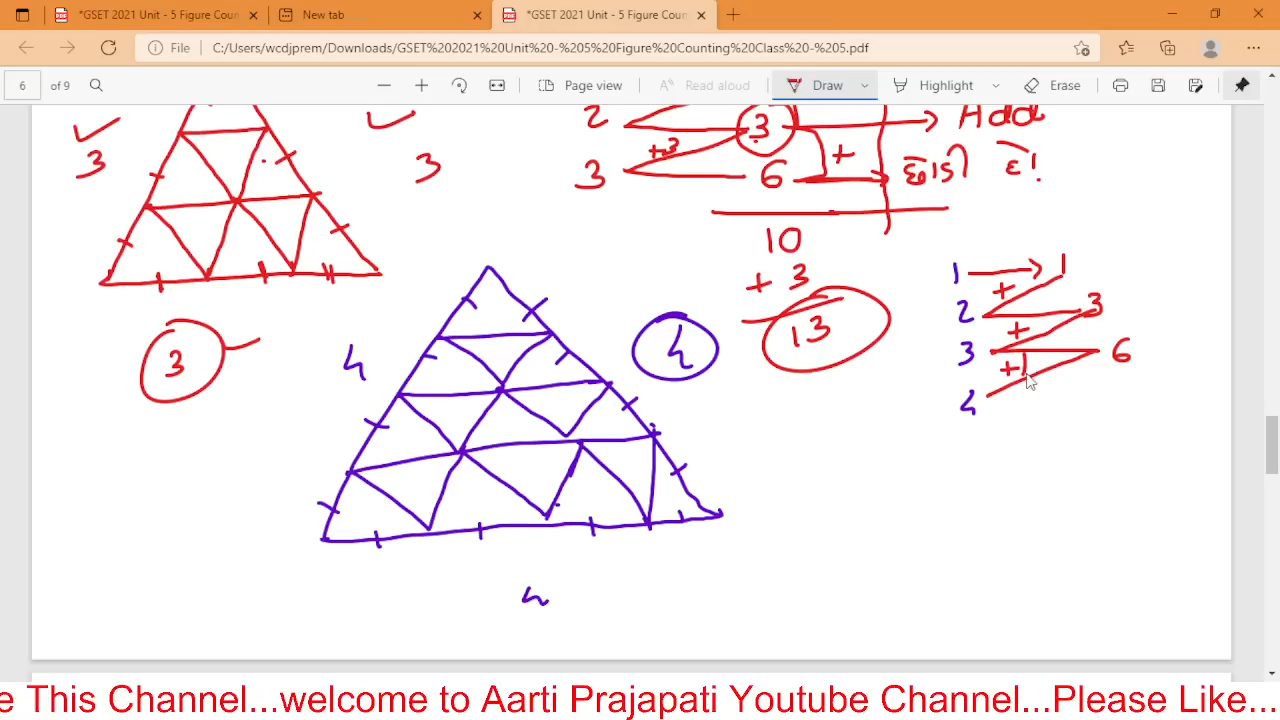 *GSET 2021 Unit - 5 Figure Coun
New tab
*GSET 2021 Unit - 5 Figure Coun
File
C:/Users/wcdjprem/Downloads/GSET%202021%20Unit%20-%205%20Figure%20Counting%20Class%20-%205.pdf
6 of 9
Page view
Read aloud
Draw
Highlight
Erase
2 3 Add
+3
3 3 3 6 +
10
+ 3
13
3
4 4
4
1 1
+
2 3
+
3 6
+
4
e This Channel...welcome to Aarti Prajapati Youtube Channel...Please Like...